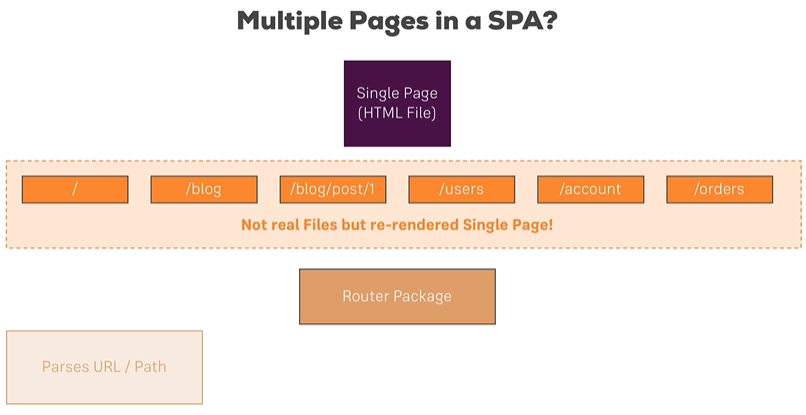 Multiple Pages in a SPA?
Single Page
(HTML File)
/
/blog
/blog/post/1
/users
/account
/orders
Not real Files but re-rendered Single Page!
Router Package
Parses URL / Path